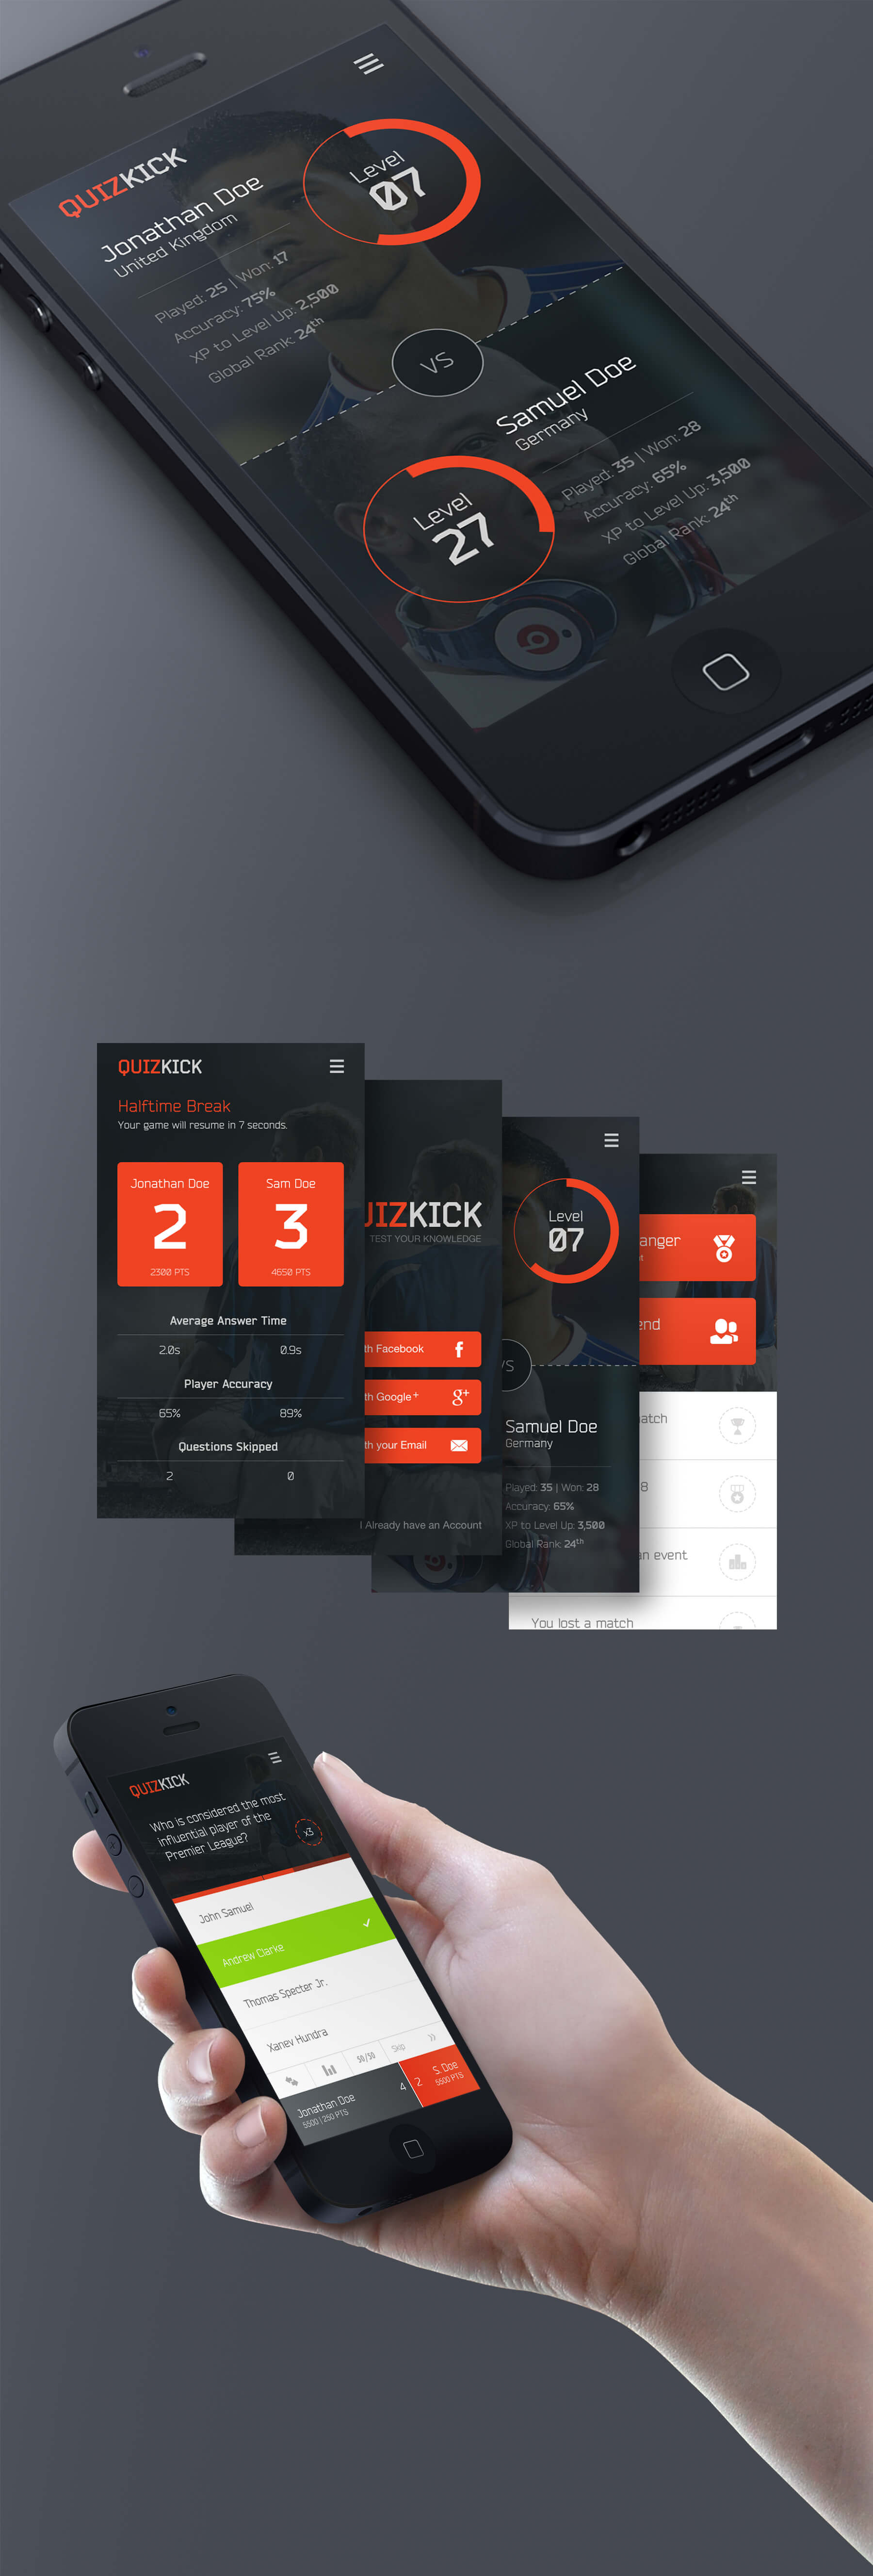 QUIZKICK
Jonathan Doe
United Kingdom
Played: 25 | Won: 17
Accuracy: 75%
XP to Level Up: 2,500
Global Rank: 24th
Level
07
VS
Samuel Doe
Germany
Played: 35 | Won: 28
Accuracy: 65%
XP to Level Up: 3,500
Global Rank: 24th
Level
27
QUIZKICK
Halftime Break
Your game will resume in 7 seconds.
Jonathan Doe
2
2300 PTS
Sam Doe
3
4650 PTS
Average Answer Time
2.0s 0.9s
Player Accuracy
65% 89%
Questions Skipped
2 0
IZKICK
TEST YOUR KNOWLEDGE
th Facebook
f
th Google+
g+
th your Email
I Already have an Account
Level
07
VS
Samuel Doe
Germany
Played: 35 | Won: 28
Accuracy: 65%
XP to Level Up: 3,500
Global Rank: 24th
anger
end
atch
8
an event
You lost a match
QUIZKICK
Who is considered the most
influential player of the
Premier League?
x3
John Samuel
Andrew Clarke
Thomas Specter Jr.
Xanev Hundra
50/50
Skip
Jonathan Doe
5500 | 250 PTS
4
2
S. Doe
5500 PTS